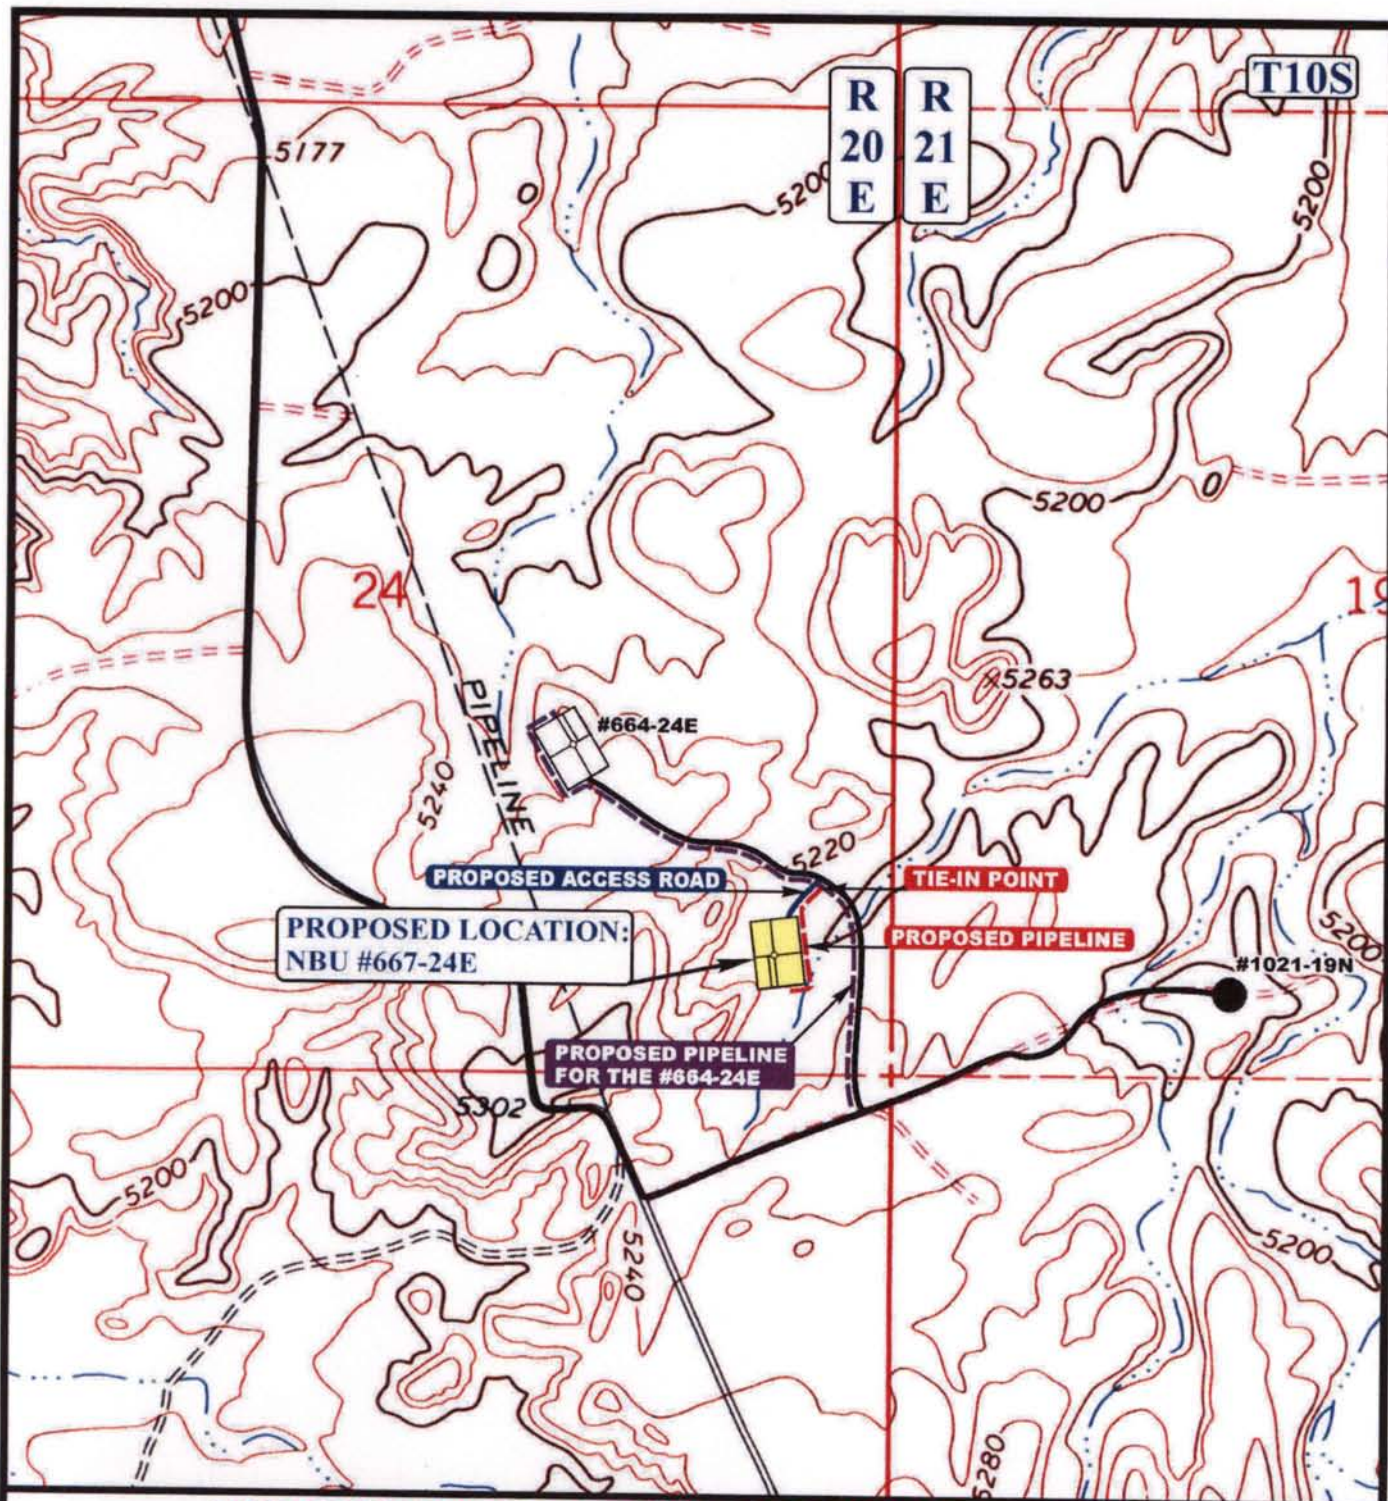 T10S
R
20
E
R
21
E
5177
5200
5200
5200
5200
24
19
5263
PIPELINE
#664-24E
5240
5220
PROPOSED ACCESS ROAD
TIE-IN POINT
PROPOSED LOCATION:
NBU #667-24E
PROPOSED PIPELINE
5200
#1021-19N
PROPOSED PIPELINE
FOR THE #664-24E
5302
5200
5240
5200
5280